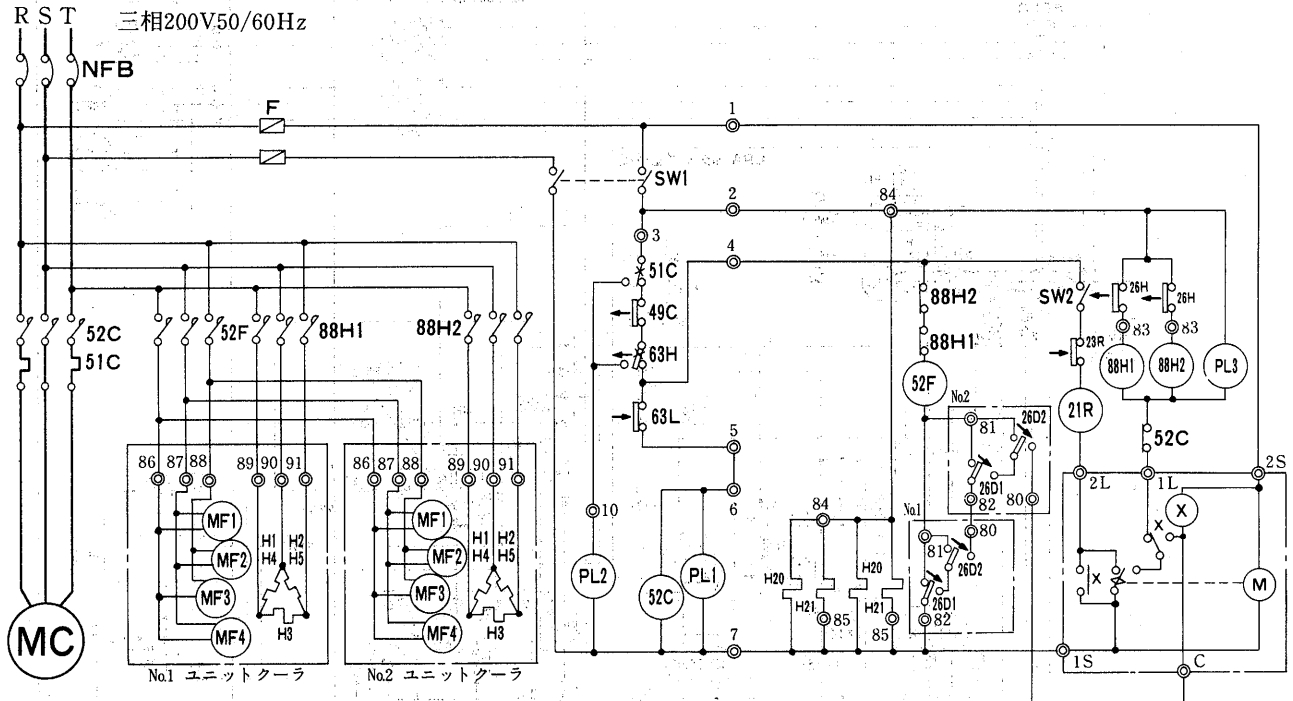 R S T 三相200V50/60Hz
NFB
F
1
SW1
2
84
3
4
51C
49C
63H
63L
88H2
88H1
52F
SW2
23R
21R
26H
26H
83
83
88H1
88H2
PL3
52C
52C
51C
52F
88H1
88H2
5
6
10
PL2
52C
PL1
7
84
H20
H21
85
H20
H21
85
No.2
81
26D2
26D1
82
80
No.1
80
81
26D2
26D1
82
2L
1L
2S
X
X
X
M
1S
C
86
87
88
89
90
91
MF1
MF2
MF3
MF4
H1
H4
H2
H5
H3
No.1 ユニットクーラ
86
87
88
89
90
91
MF1
MF2
MF3
MF4
H1
H4
H2
H5
H3
No.2 ユニットクーラ
MC